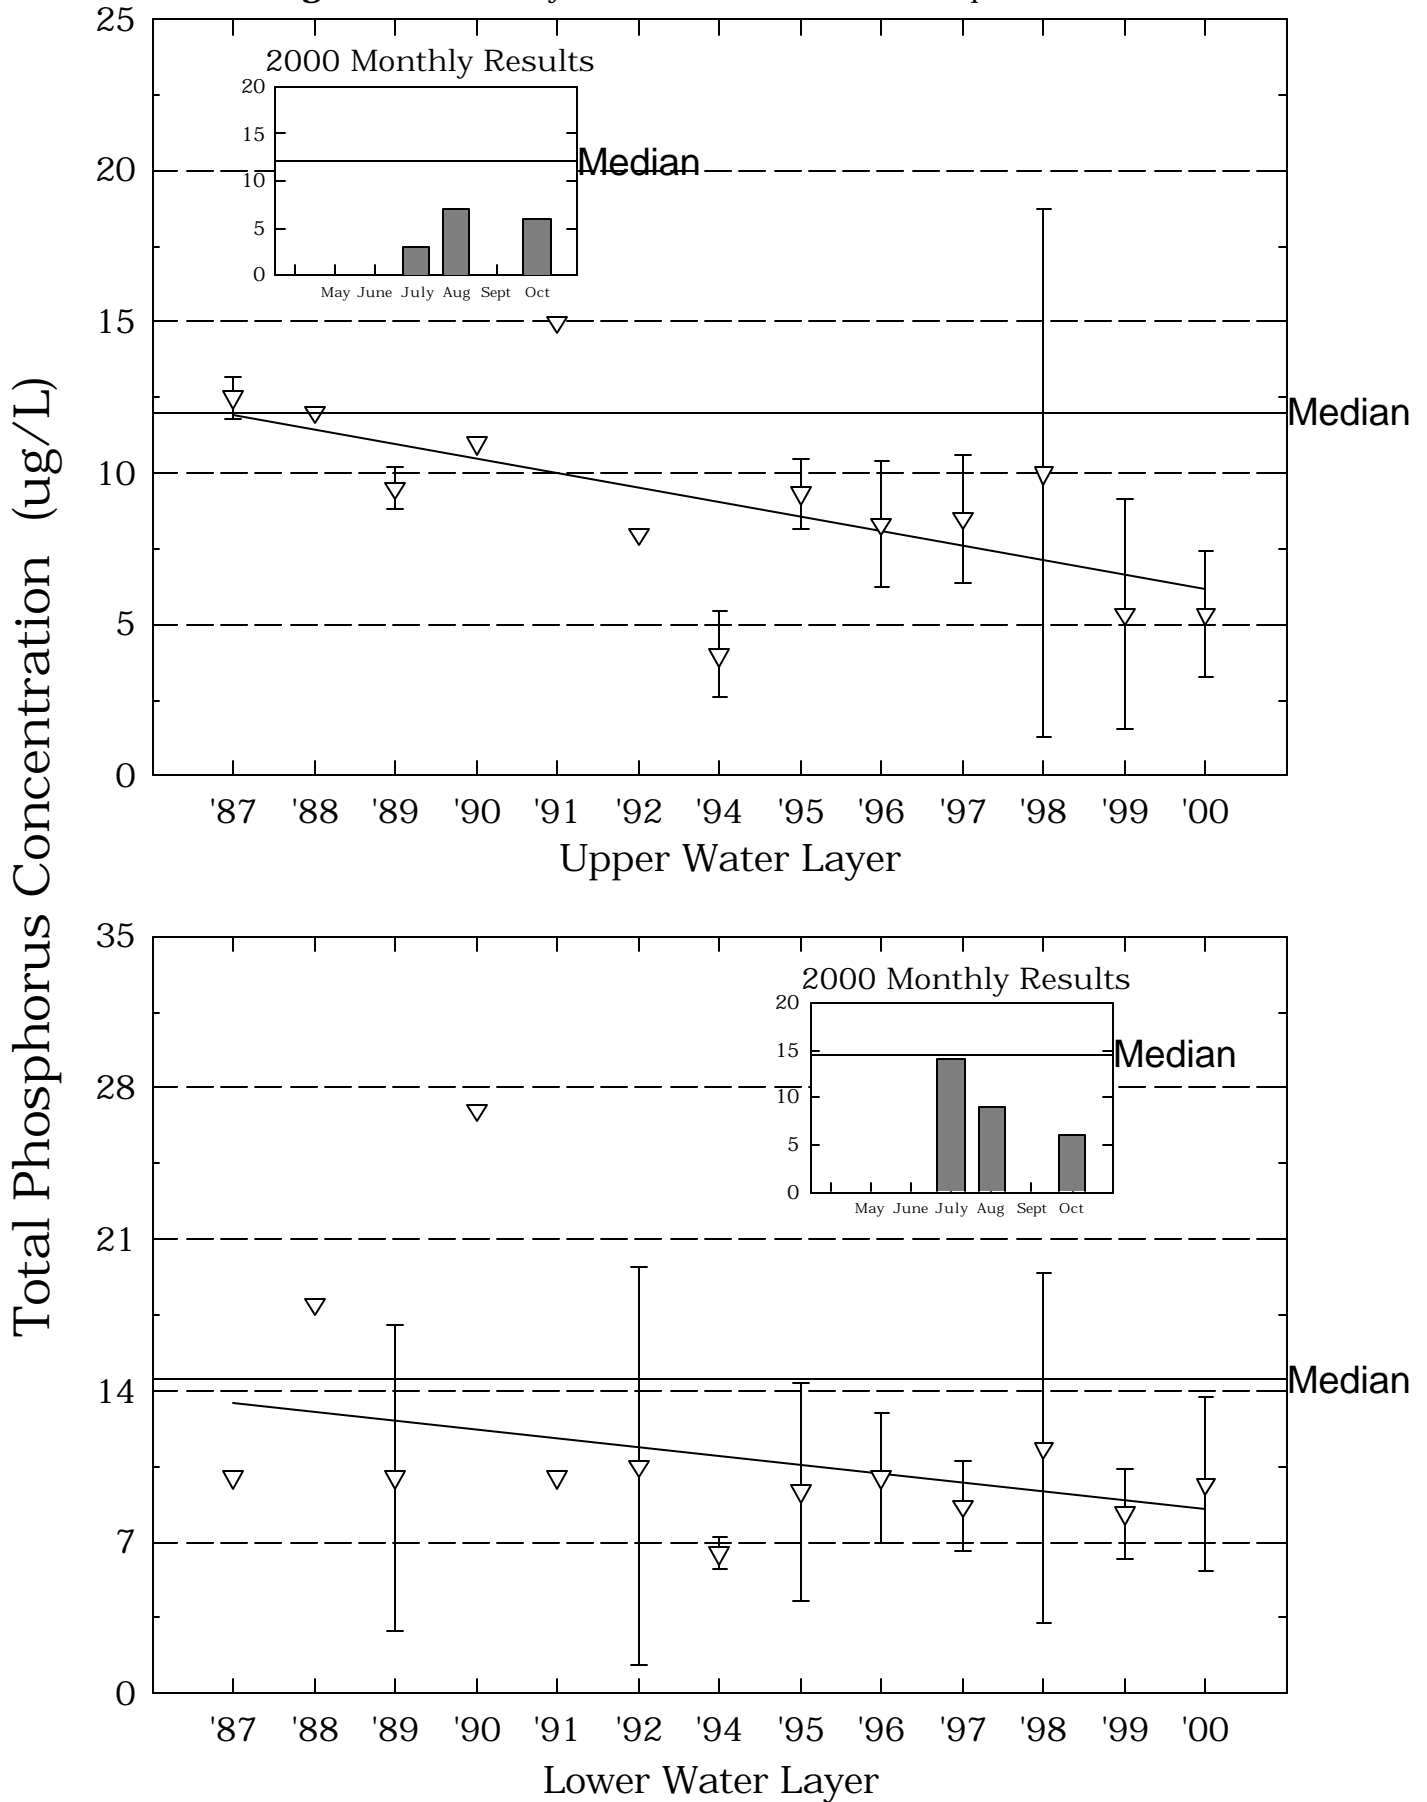 25
2000 Monthly Results
20
15
10
5
0
Median
May June July Aug Sept Oct
20
15
10
5
0
Median
'87 '88 '89 '90 '91 '92 '94 '95 '96 '97 '98 '99 '00
Upper Water Layer
Total Phosphorus Concentration (ug/L)
35
2000 Monthly Results
20
15
10
5
0
Median
May June July Aug Sept Oct
28
21
14
7
0
Median
'87 '88 '89 '90 '91 '92 '94 '95 '96 '97 '98 '99 '00
Lower Water Layer